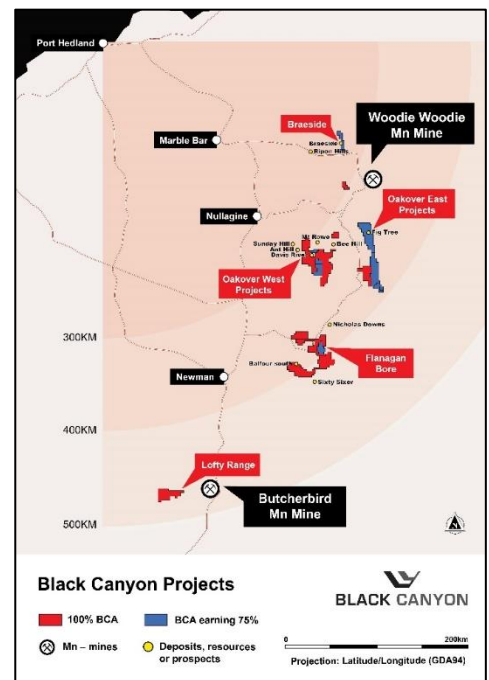 Port Hedland
Braeside
Woodie Woodie
Mn Mine
Marble Bar
Braeside
Ripon Hills
Oakover East
Projects
Nullagine
Mt Rowe
Fig Tree
Sunday Hill
Bee Hill
Ant Hill
Davis River
Oakover West
Projects
Nicholas Downs
300KM
Flanagan
Bore
Balfour south
Newman
Sixty Sixer
400KM
Lofty Range
Butcherbird
Mn Mine
500KM
Black Canyon Projects
BLACK CANYON
100% BCA
BCA earning 75%
Mn – mines
Deposits, resources
or prospects
0
200km
Projection: Latitude/Longitude (GDA94)